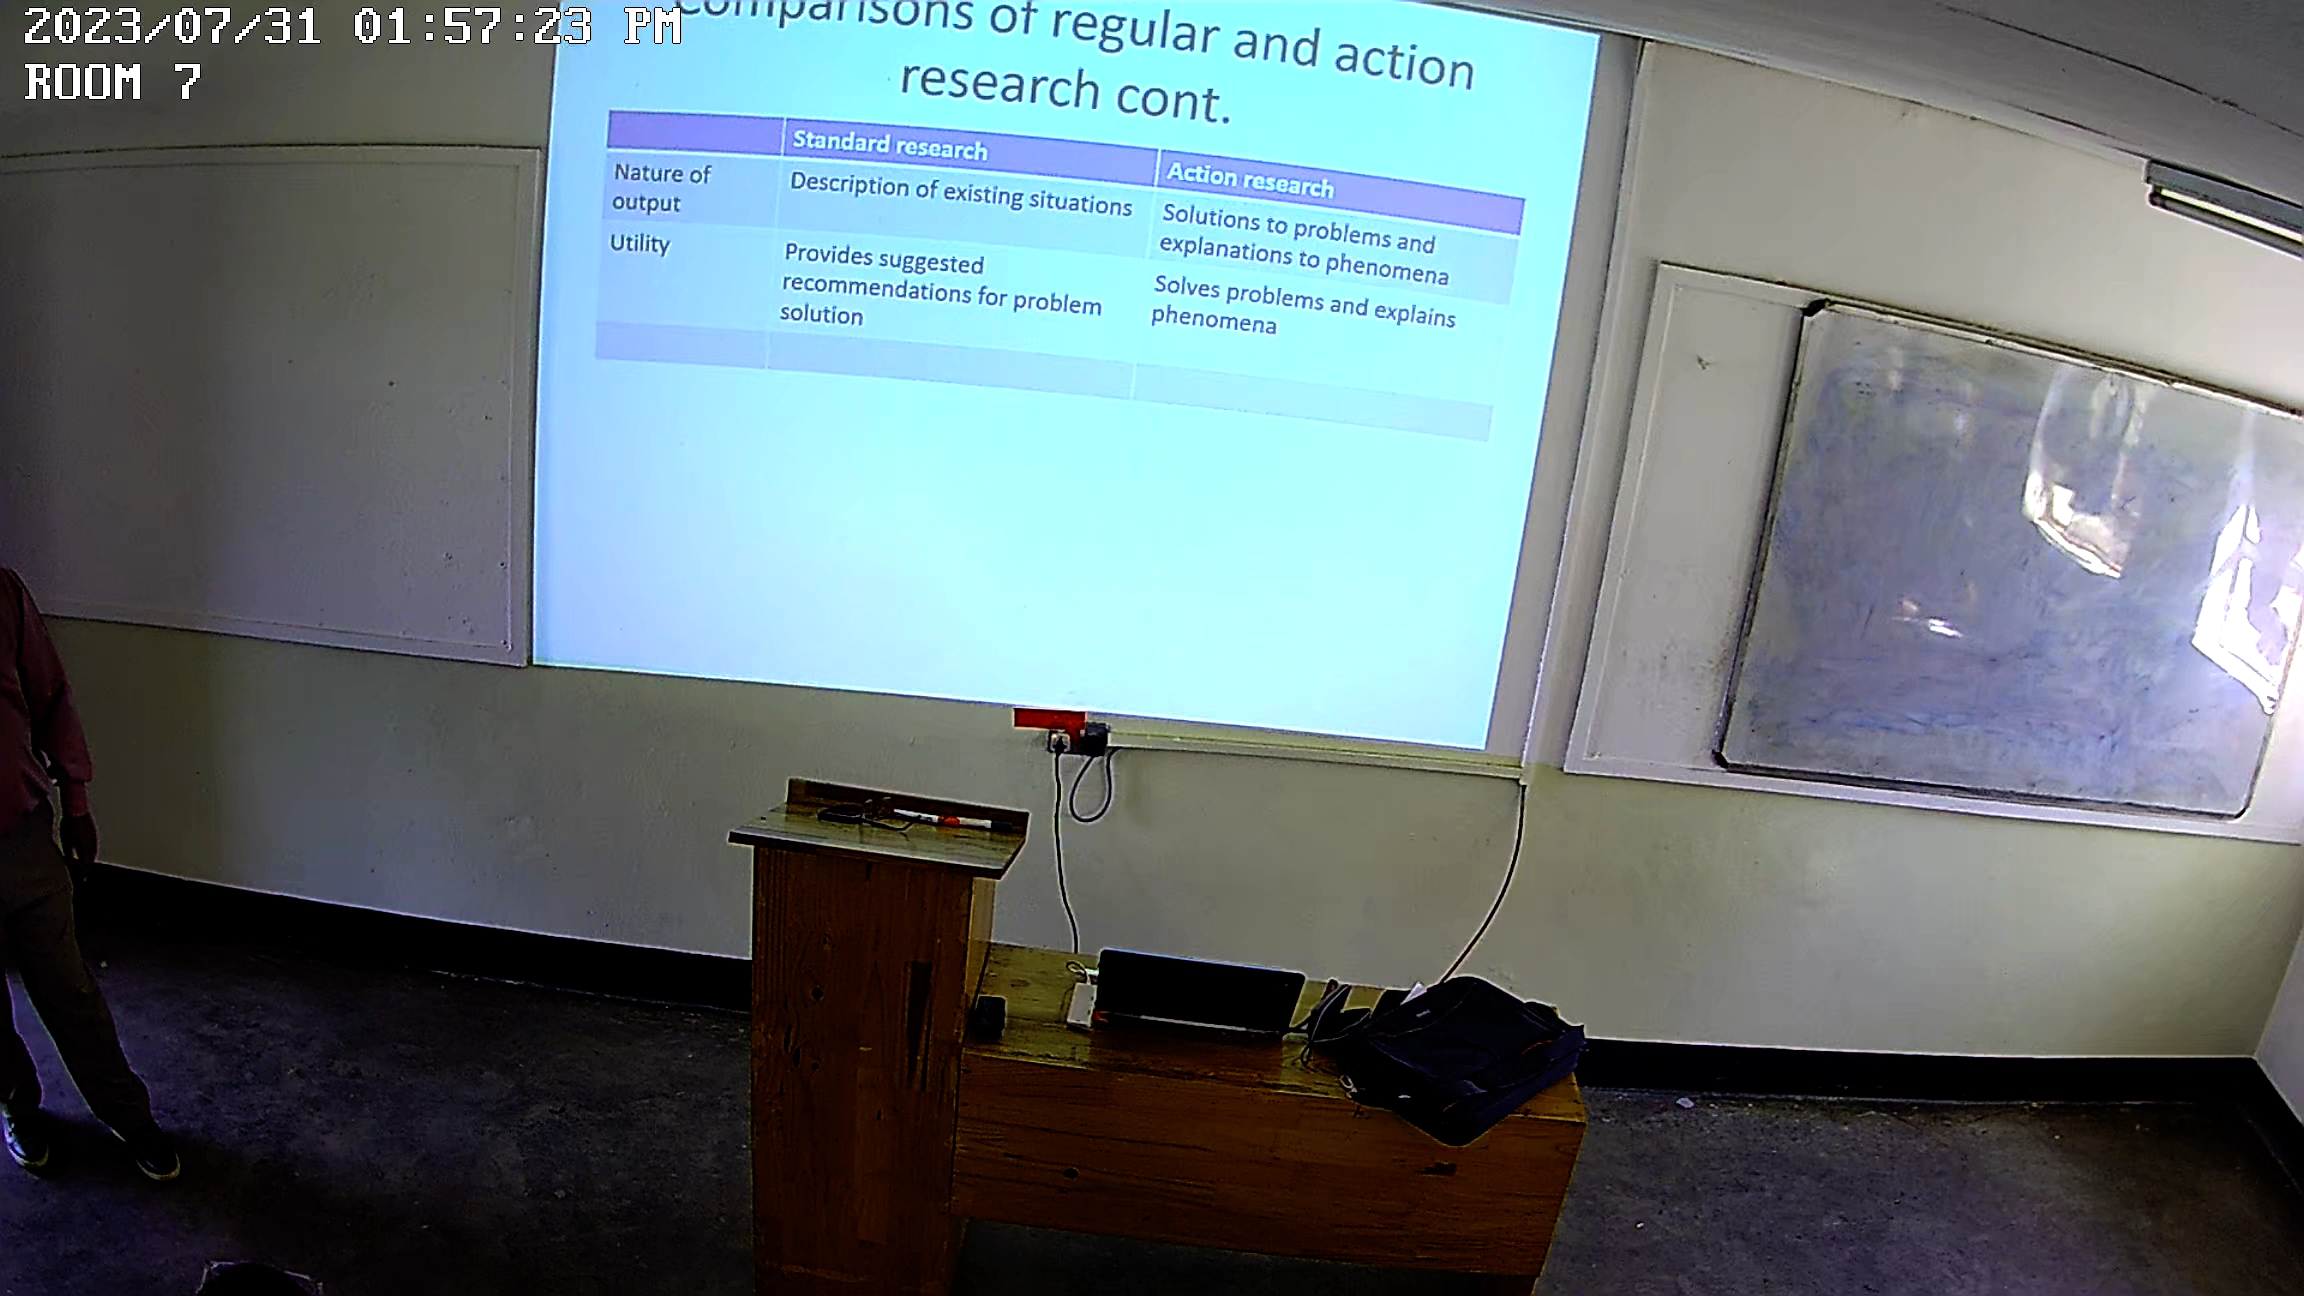 2023/07/31 01:57:23 PM
ROOM 7
Comparisons of regular and action
research cont.
Standard research
Action research
Nature of
output
Description of existing situations
Solutions to problems and
explanations to phenomena
Utility
Provides suggested
recommendations for problem
solution
Solves problems and explains
phenomena